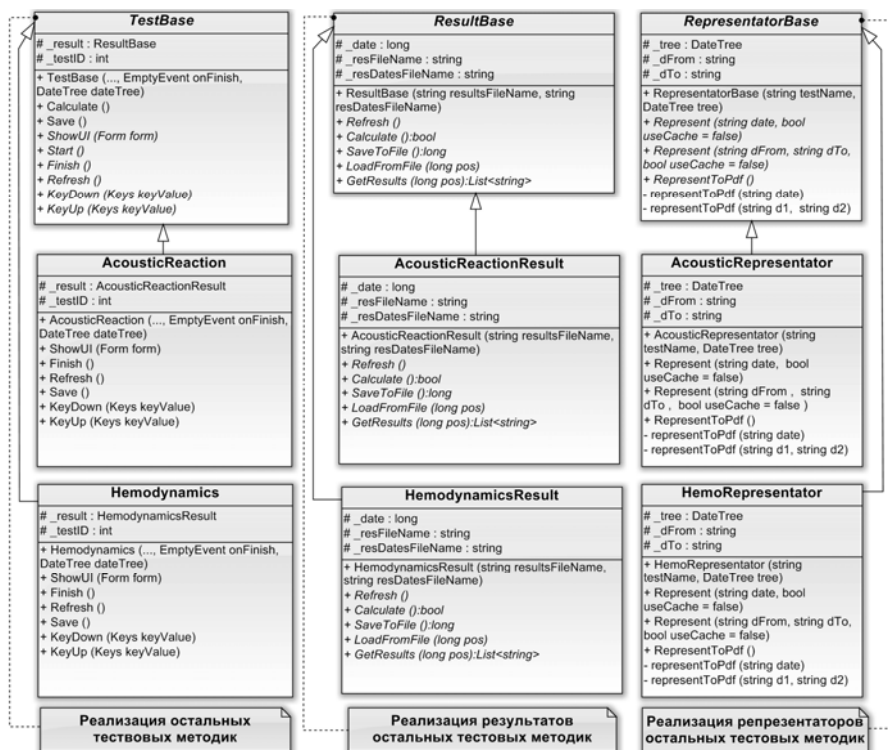 TestBase
# _result : ResultBase
# _testID : int
+ TestBase (..., EmptyEvent onFinish,
DateTree dateTree)
+ Calculate ()
+ Save ()
+ ShowUI (Form form)
+ Start ()
+ Finish ()
+ Refresh ()
+ KeyDown (Keys keyValue)
+ KeyUp (Keys keyValue)
AcousticReaction
# _result : AcousticReactionResult
# _testID : int
+ AcousticReaction (..., EmptyEvent onFinish,
DateTree dateTree)
+ ShowUI (Form form)
+ Finish ()
+ Refresh ()
+ Save ()
+ KeyDown (Keys keyValue)
+ KeyUp (Keys keyValue)
Hemodynamics
# _result : HemodynamicsResult
# _testID : int
+ Hemodynamics (..., EmptyEvent onFinish,
DateTree dateTree)
+ ShowUI (Form form)
+ Finish ()
+ Refresh ()
+ Save ()
+ KeyDown (Keys keyValue)
+ KeyUp (Keys keyValue)
Реализация остальных
тествовых методик
ResultBase
# _date : long
# _resFileName : string
# _resDatesFileName : string
+ ResultBase (string resultsFileName, string
resDatesFileName)
+ Refresh ()
+ Calculate ():bool
+ SaveToFile ():long
+ LoadFromFile (long pos)
+ GetResults (long pos):List<string>
AcousticReactionResult
# _date : long
# _resFileName : string
# _resDatesFileName : string
+ AcousticReactionResult (string resultsFileName,
string resDatesFileName)
+ Refresh ()
+ Calculate ():bool
+ SaveToFile ():long
+ LoadFromFile (long pos)
+ GetResults (long pos):List<string>
HemodynamicsResult
# _date : long
# _resFileName : string
# _resDatesFileName : string
+ HemodynamicsResult (string resultsFileName,
string resDatesFileName)
+ Refresh ()
+ Calculate ():bool
+ SaveToFile ():long
+ LoadFromFile (long pos)
+ GetResults (long pos):List<string>
Реализация результатов
остальных тестовых методик
RepresentatorBase
# _tree : DateTree
# _dFrom : string
# _dTo : string
+ RepresentatorBase (string testName,
DateTree tree)
+ Represent (string date, bool
useCache = false)
+ Represent (string dFrom, string dTo,
bool useCache = false)
+ RepresentToPdf ()
- representToPdf (string date)
- representToPdf (string d1, string d2)
AcousticRepresentator
# _tree : DateTree
# _dFrom : string
# _dTo : string
+ AcousticRepresentator (string
testName, DateTree tree)
+ Represent (string date, bool
useCache = false)
+ Represent (string dFrom , string
dTo , bool useCache = false )
+ RepresentToPdf ()
- representToPdf (string date)
- representToPdf (string d1, string d2)
HemoRepresentator
# _tree : DateTree
# _dFrom : string
# _dTo : string
+ HemoRepresentator (string
testName, DateTree tree)
+ Represent (string date, bool
useCache = false)
+ Represent (string dFrom, string dTo,
bool useCache = false)
+ RepresentToPdf ()
- representToPdf (string date)
- representToPdf (string d1, string d2)
Реализация репрезентаторов
остальных тестовых методик